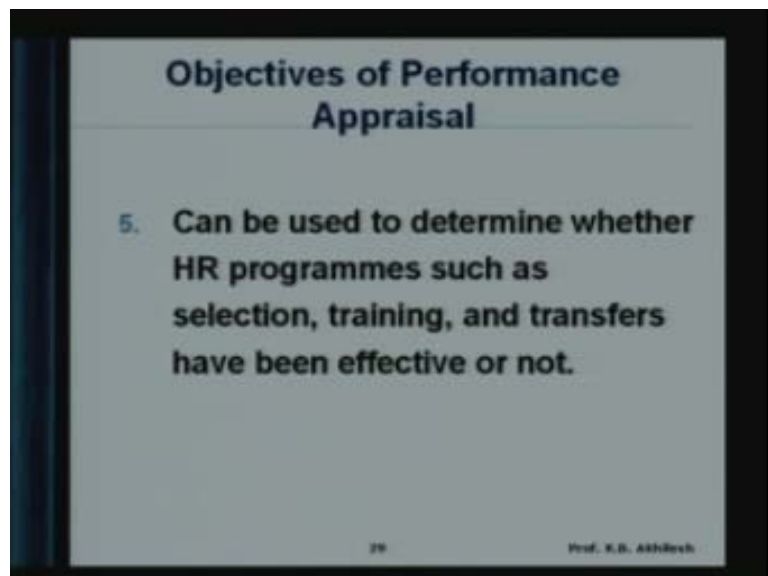 Objectives of Performance
Appraisal
5. Can be used to determine whether
HR programmes such as
selection, training, and transfers
have been effective or not.
29
Prof. K.B. Akhilesh